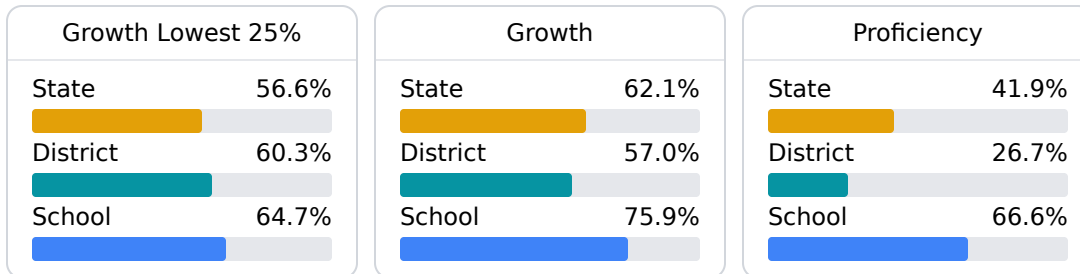 Growth Lowest 25%
State 56.6%
District 60.3%
School 64.7%
Growth
State 62.1%
District 57.0%
School 75.9%
Proficiency
State 41.9%
District 26.7%
School 66.6%